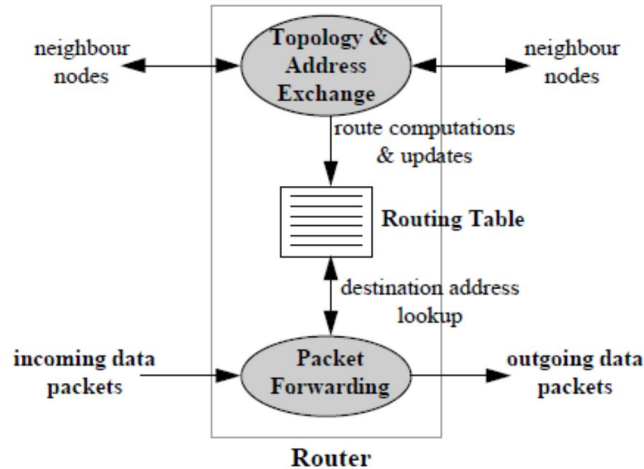 Topology &
Address
Exchange
neighbour
nodes
neighbour
nodes
route computations
& updates
Routing Table
destination address
lookup
incoming data
packets
Packet
Forwarding
outgoing data
packets
Router